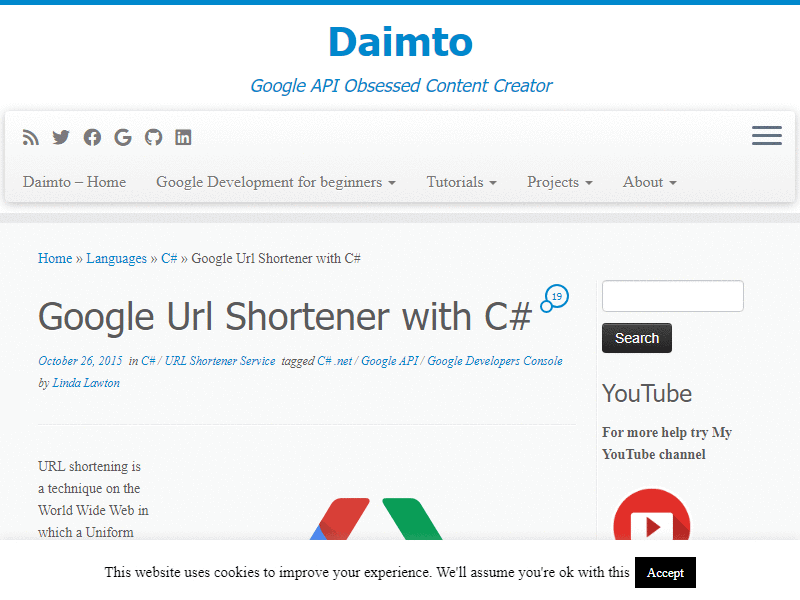 Daimto
Google API Obsessed Content Creator
Daimto – Home Google Development for beginners Tutorials Projects About
Home » Languages » C# » Google Url Shortener with C#
Google Url Shortener with C# 19
October 26, 2015 in C# / URL Shortener Service tagged C# .net / Google API / Google Developers Console
by Linda Lawton
URL shortening is
a technique on the
World Wide Web in
which a Uniform
Search
YouTube
For more help try My
YouTube channel
This website uses cookies to improve your experience. We'll assume you're ok with this Accept